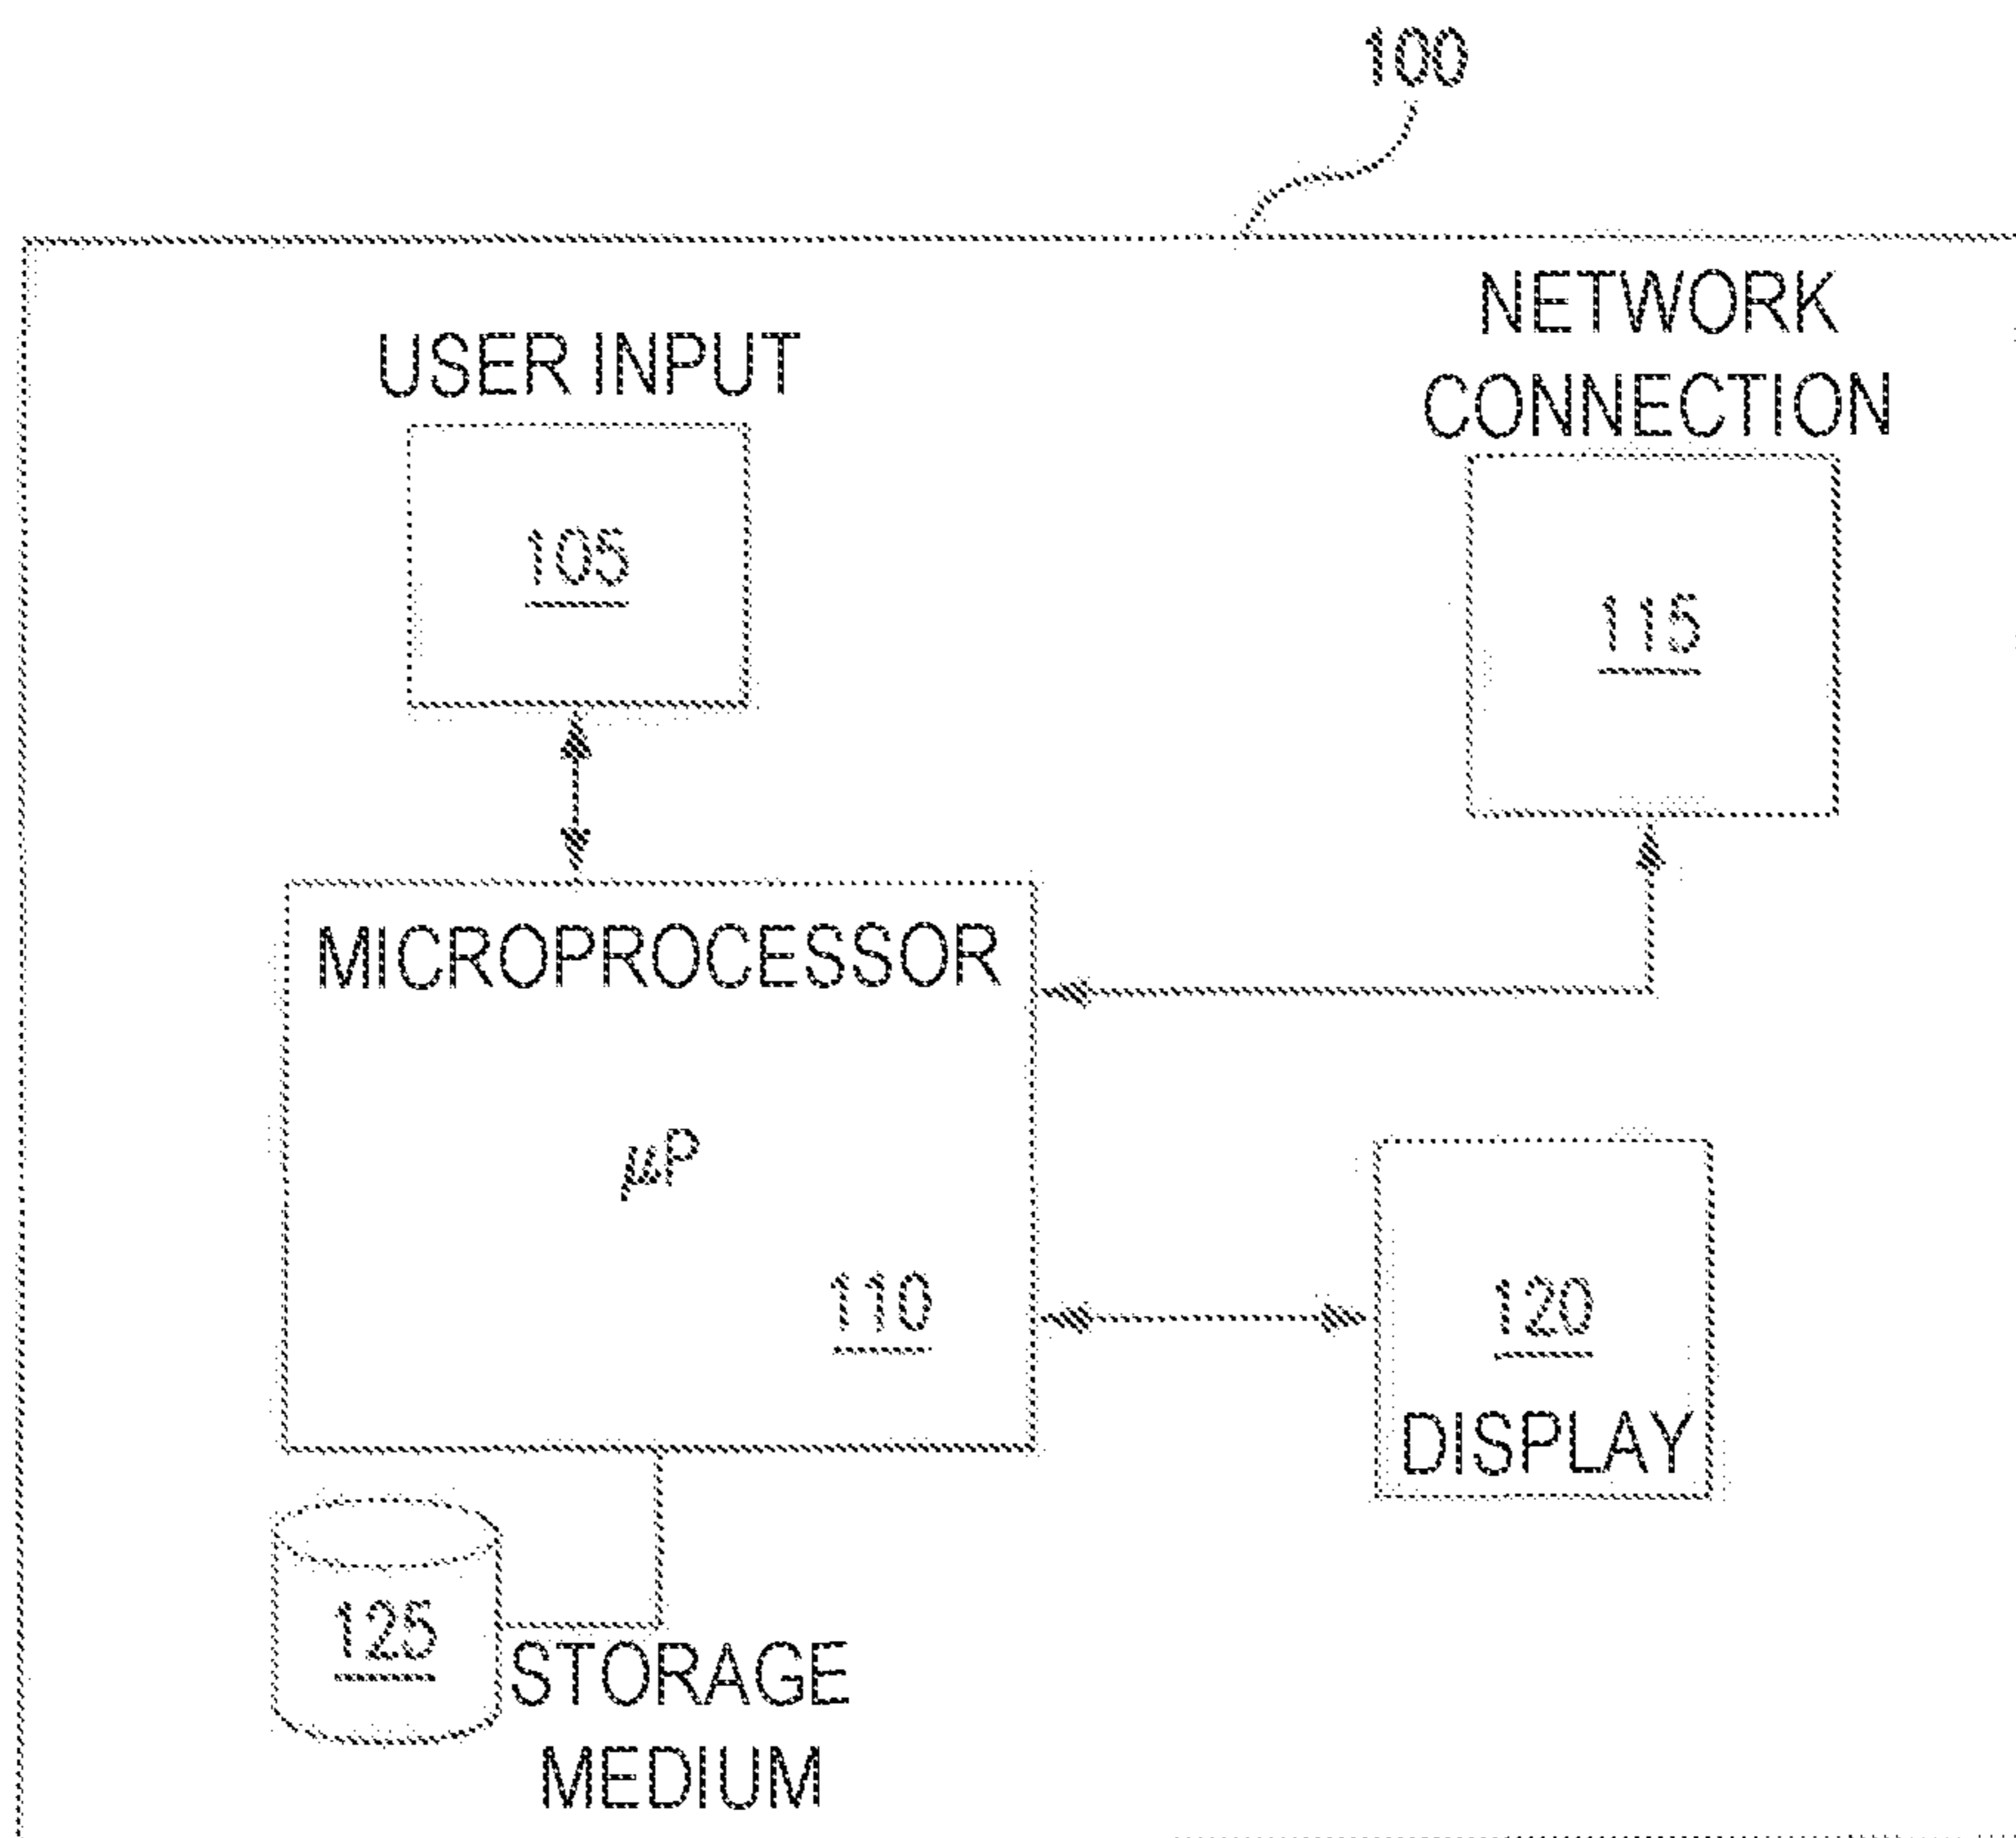 100
USER INPUT
105
NETWORK
CONNECTION
115
MICROPROCESSOR
μP
110
120
DISPLAY
125
STORAGE
MEDIUM